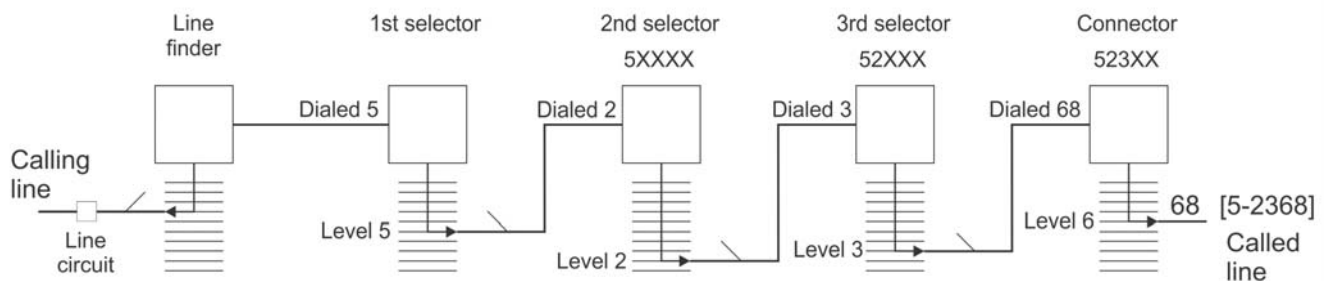 Line
finder
1st selector
2nd selector
5XXXX
3rd selector
52XXX
Connector
523XX
Dialed 5
Dialed 2
Dialed 3
Dialed 68
Calling
line
Line
circuit
Level 5
Level 2
Level 3
Level 6
68 [5-2368]
Called
line